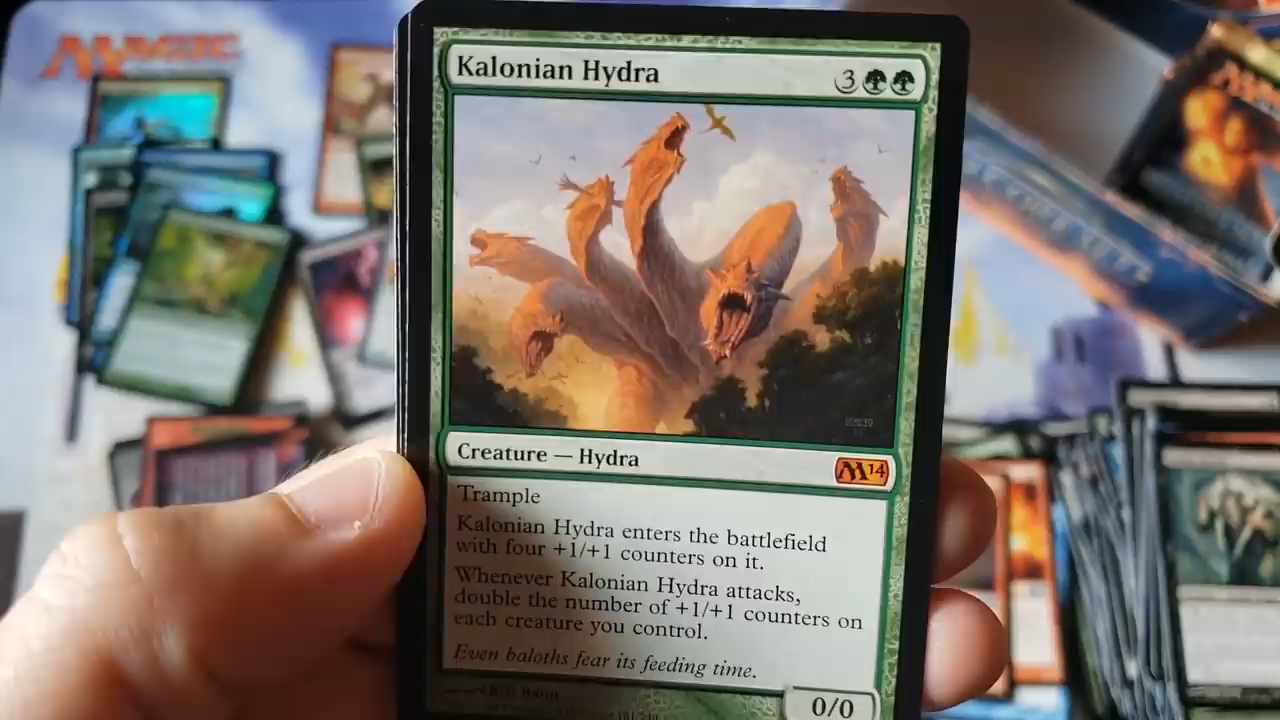 MAGIC
Kalonian Hydra
3
Creature — Hydra
M14
Trample
Kalonian Hydra enters the battlefield
with four +1/+1 counters on it.
Whenever Kalonian Hydra attacks,
double the number of +1/+1 counters on
each creature you control.
Even baloths fear its feeding time.
0/0